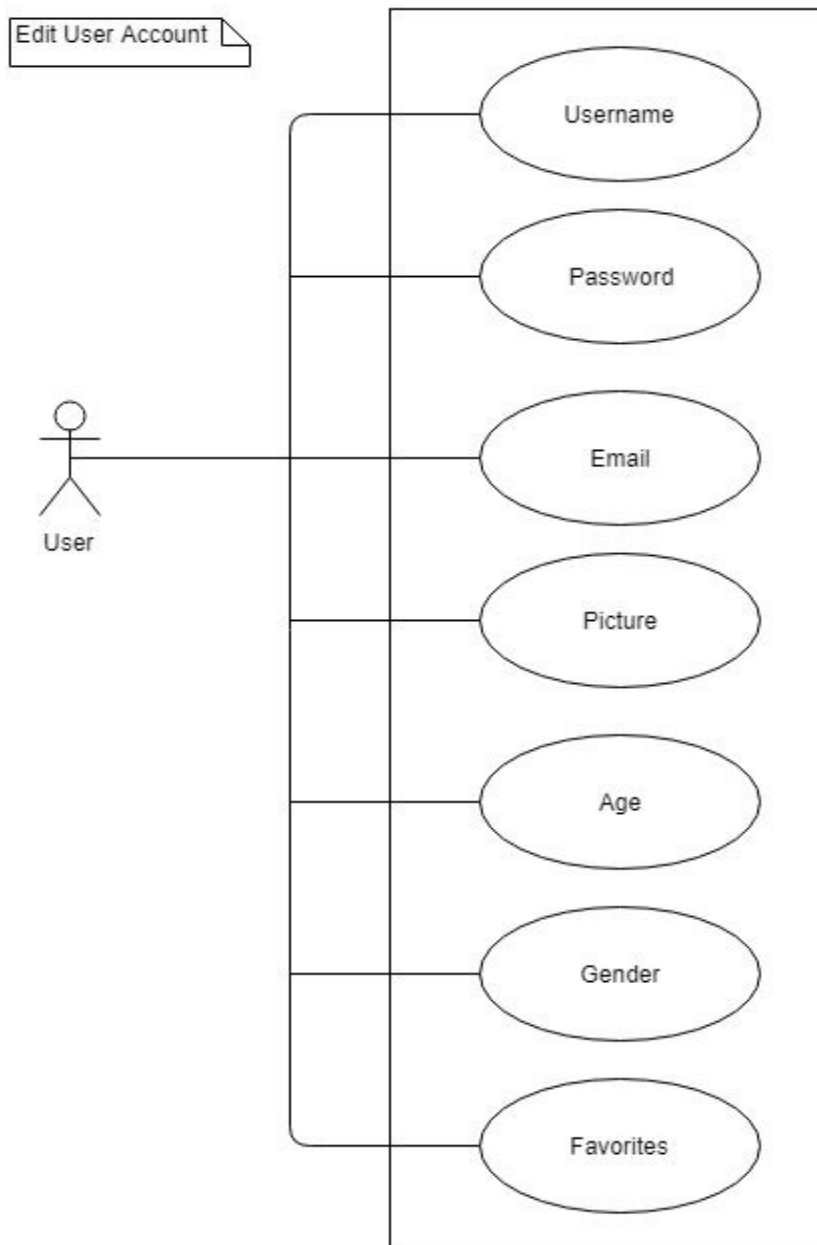 Edit User Account
Username
Password
Email
User
Picture
Age
Gender
Favorites